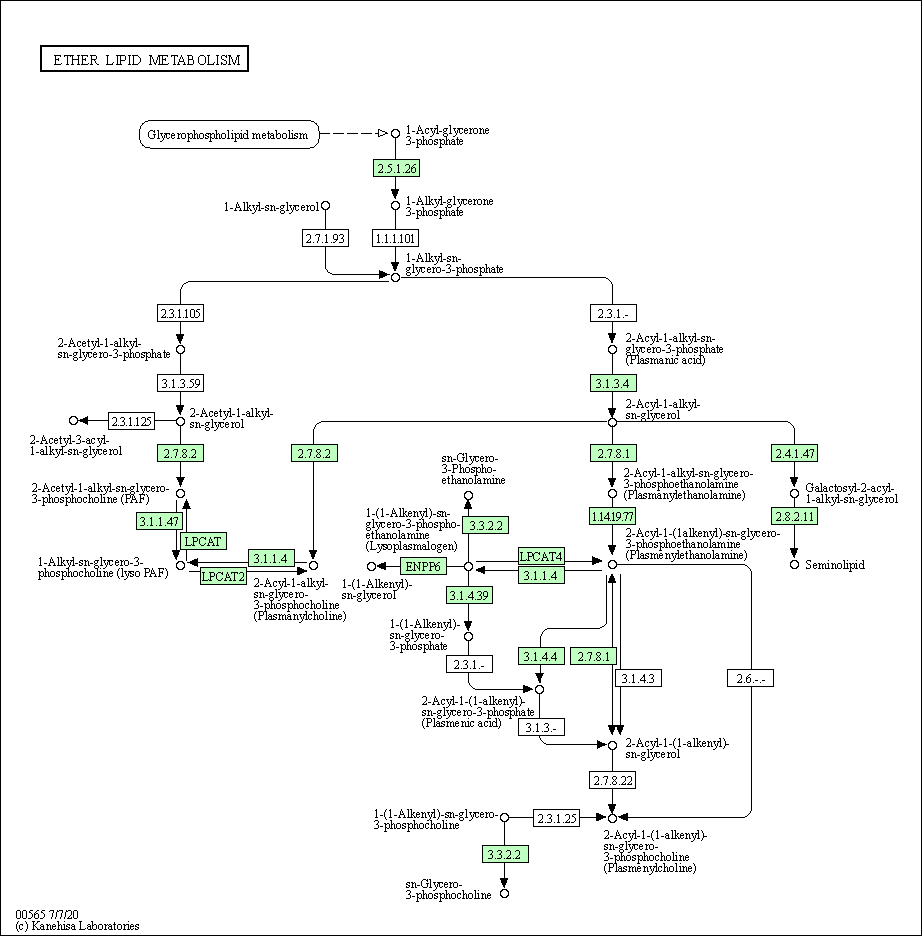 ETHER LIPID METABOLISM
Glycerophospholipid metabolism
1-Acyl-glycerone
3-phosphate
2.5.1.26
1-Alkyl-sn-glycerol
1-Alkyl-glycerone
3-phosphate
2.7.1.93
1.1.1.101
1-Alkyl-sn-
glycero-3-phosphate
2.3.1.105
2.3.1.-
2-Acetyl-1-alkyl-
sn-glycero-3-phosphate
2-Acyl-1-alkyl-sn-
glycero-3-phosphate
(Plasmanic acid)
3.1.3.59
3.1.3.4
2.3.1.125
2-Acetyl-1-alkyl-
sn-glycerol
2-Acyl-1-alkyl-
sn-glycerol
2-Acetyl-3-acyl-
1-alkyl-sn-glycerol
2.7.8.2
2.7.8.2
2.7.8.1
2.4.1.47
2-Acetyl-1-alkyl-sn-glycero-
3-phosphocholine (PAF)
sn-Glycero-
3-Phospho-
ethanolamine
2-Acyl-1-alkyl-sn-glycero-
3-phosphoethanolamine
(Plasmanylethanolamine)
Galactosyl-2-acyl-
1-alkyl-sn-glycerol
3.1.1.47
LPCAT
1-(1-Alkenyl)-sn-
glycero-3-phospho-
ethanolamine
(Lysoplasmalogen)
3.3.2.2
1.14.19.77
2.8.2.11
2-Acyl-1-(1alkenyl)-sn-glycero-
3-phosphoethanolamine
(Plasmenylethanolamine)
1-Alkyl-sn-glycero-3-
phosphocholine (lyso PAF)
3.1.1.4
LPCAT2
2-Acyl-1-alkyl-
sn-glycero-
3-phosphocholine
(Plasmanylcholine)
ENPP6
1-(1-Alkenyl)-
sn-glycerol
LPCAT4
3.1.1.4
Seminolipid
3.1.4.39
1-(1-Alkenyl)-
sn-glycero-
3-phosphate
2.3.1.-
3.1.4.4
2.7.8.1
3.1.4.3
2.6.-.-
2-Acyl-1-(1-alkenyl)-
sn-glycero-3-phosphate
(Plasmenic acid)
3.1.3.-
2-Acyl-1-(1-alkenyl)-
sn-glycerol
2.7.8.22
1-(1-Alkenyl)-sn-glycero-
3-phosphocholine
2.3.1.25
2-Acyl-1-(1-alkenyl)-
sn-glycero-
3-phosphocholine
(Plasmenylcholine)
3.3.2.2
sn-Glycero-
3-phosphocholine
00565 7/7/20
(c) Kanehisa Laboratories